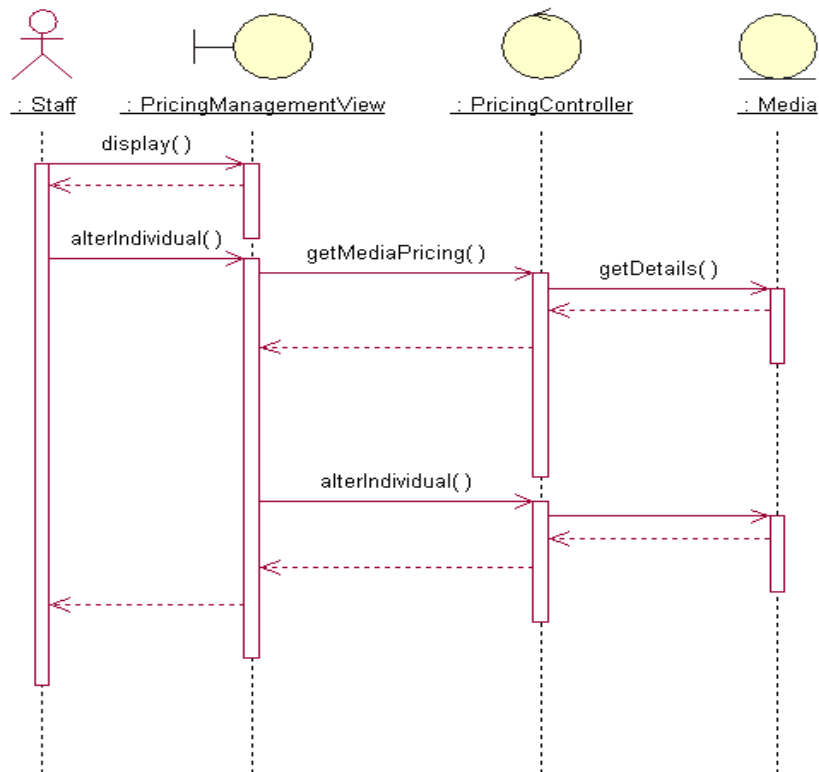 : Staff
: PricingManagementView
: PricingController
: Media
display( )
alterIndividual( )
getMediaPricing( )
getDetails( )
alterIndividual( )